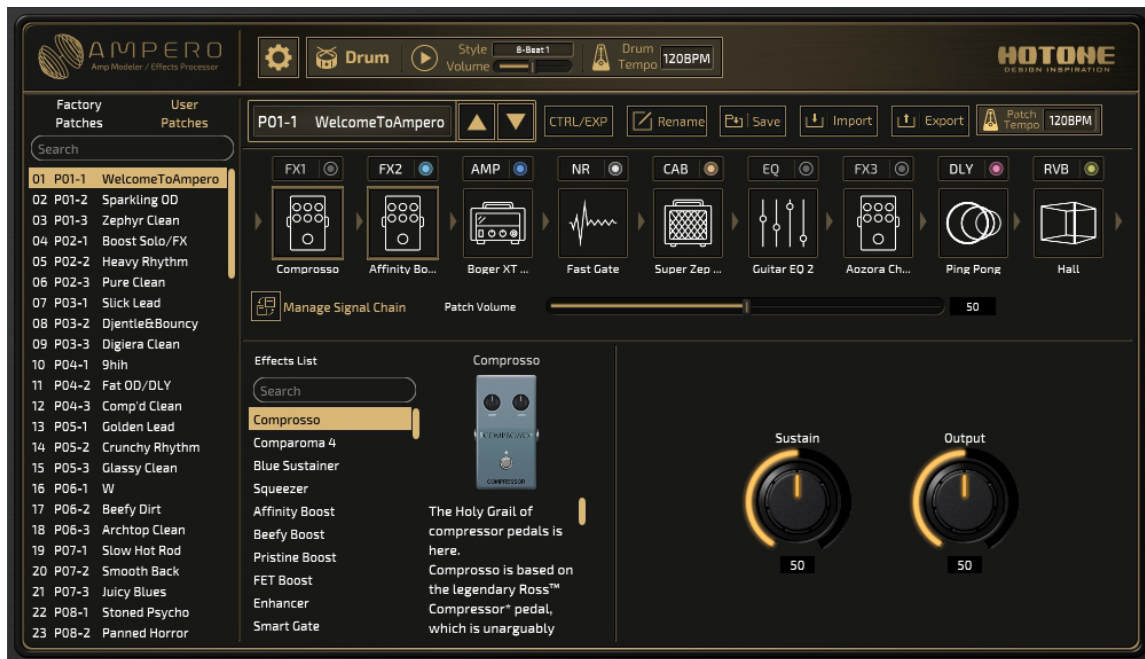 AMPERO
Amp Modeler / Effects Processor
Drum
Style 8-Beat 1
Volume
Drum Tempo 120BPM
HOTONE
DESIGN INSPIRATION
Factory Patches
User Patches
Search
P01-1 WelcomeToAmpero
CTRL/EXP
Rename
Save
Import
Export
Patch Tempo 120BPM
01 P01-1 WelcomeToAmpero
02 P01-2 Sparkling OD
03 P01-3 Zephyr Clean
04 P02-1 Boost Solo/FX
05 P02-2 Heavy Rhythm
06 P02-3 Pure Clean
07 P03-1 Slick Lead
08 P03-2 Djentle&Bouncy
09 P03-3 Digiera Clean
10 P04-1 9hih
11 P04-2 Fat OD/DLY
12 P04-3 Comp'd Clean
13 P05-1 Golden Lead
14 P05-2 Crunchy Rhythm
15 P05-3 Glassy Clean
16 P06-1 W
17 P06-2 Beefy Dirt
18 P06-3 Archtop Clean
19 P07-1 Slow Hot Rod
20 P07-2 Smooth Back
21 P07-3 Juicy Blues
22 P08-1 Stoned Psycho
23 P08-2 Panned Horror
FX1 FX2 AMP NR CAB EQ FX3 DLY RVB
Comprosso Affinity Bo... Boger XT ... Fast Gate Super Zep ... Guitar EQ 2 Aozora Ch... Ping Pong Hall
Manage Signal Chain
Patch Volume 50
Effects List
Search
Comprosso
Comparoma 4
Blue Sustainer
Squeezer
Affinity Boost
Beefy Boost
Pristine Boost
FET Boost
Enhancer
Smart Gate
Comprosso
COMPRESSOR
The Holy Grail of
compressor pedals is
here.
Comprosso is based on
the legendary Ross™
Compressor* pedal,
which is unarguably
Sustain
50
Output
50